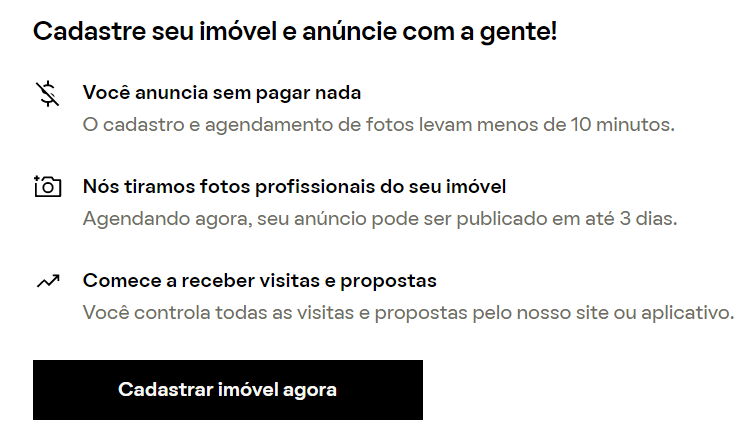 Cadastre seu imóvel e anúncie com a gente!
Você anuncia sem pagar nada
O cadastro e agendamento de fotos levam menos de 10 minutos.
Nós tiramos fotos profissionais do seu imóvel
Agendando agora, seu anúncio pode ser publicado em até 3 dias.
Comece a receber visitas e propostas
Você controla todas as visitas e propostas pelo nosso site ou aplicativo.
Cadastrar imóvel agora